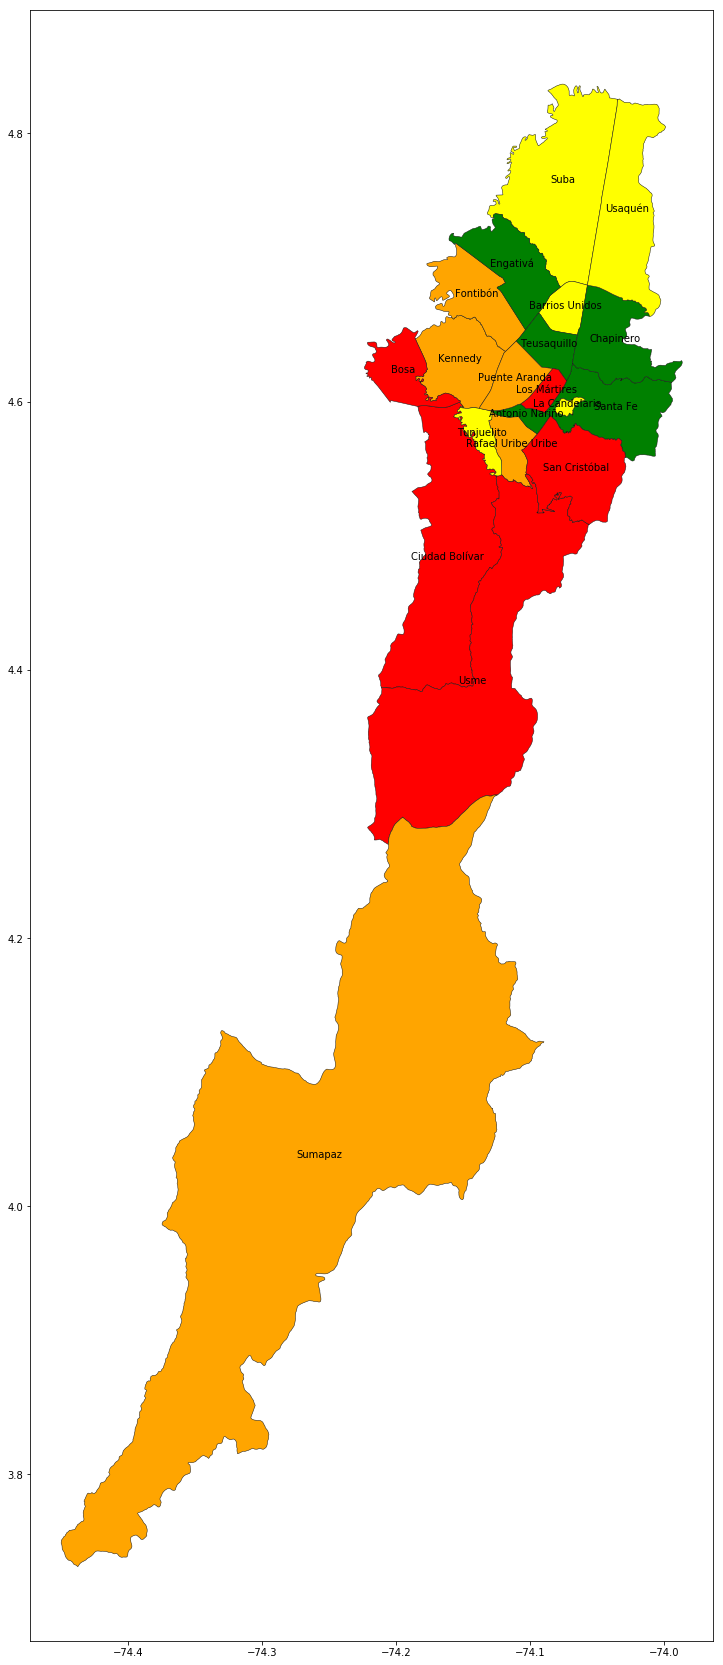 4.8
Suba
Usaquén
Engativá
Fontibón
Barrios Unidos
Chapinero
Teusaquillo
Kennedy
Bosa
Puente Aranda
Los Mártires
La Candelaria
Santa Fe
4.6
Antonio Nariño
Tunjuelito
Rafael Uribe Uribe
San Cristóbal
Ciudad Bolívar
4.4
Usme
4.2
Sumapaz
4.0
3.8
−74.4 −74.3 −74.2 −74.1 −74.0